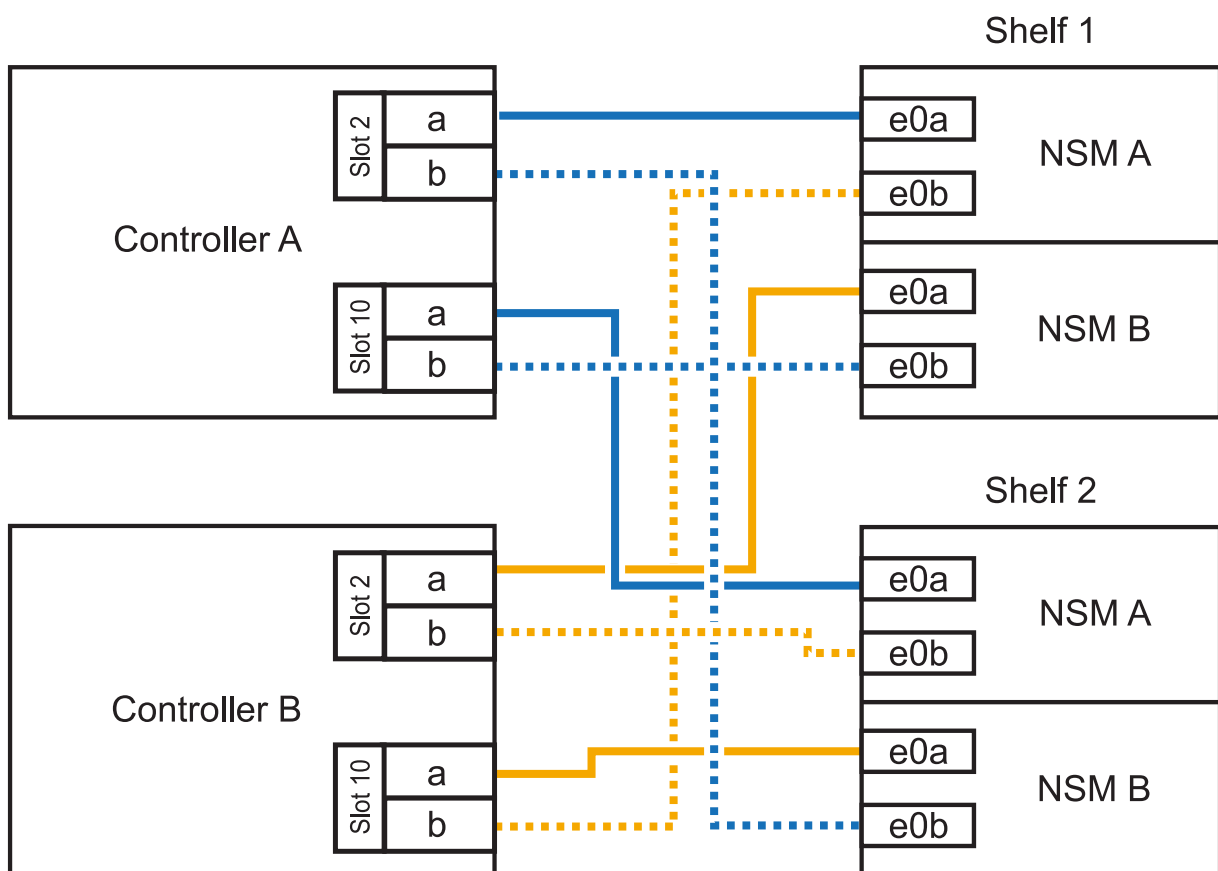 Shelf 1
Controller A
Slot 2
a
b
Slot 10
a
b
e0a
e0b
NSM A
e0a
e0b
NSM B
Shelf 2
Controller B
Slot 2
a
b
Slot 10
a
b
e0a
e0b
NSM A
e0a
e0b
NSM B